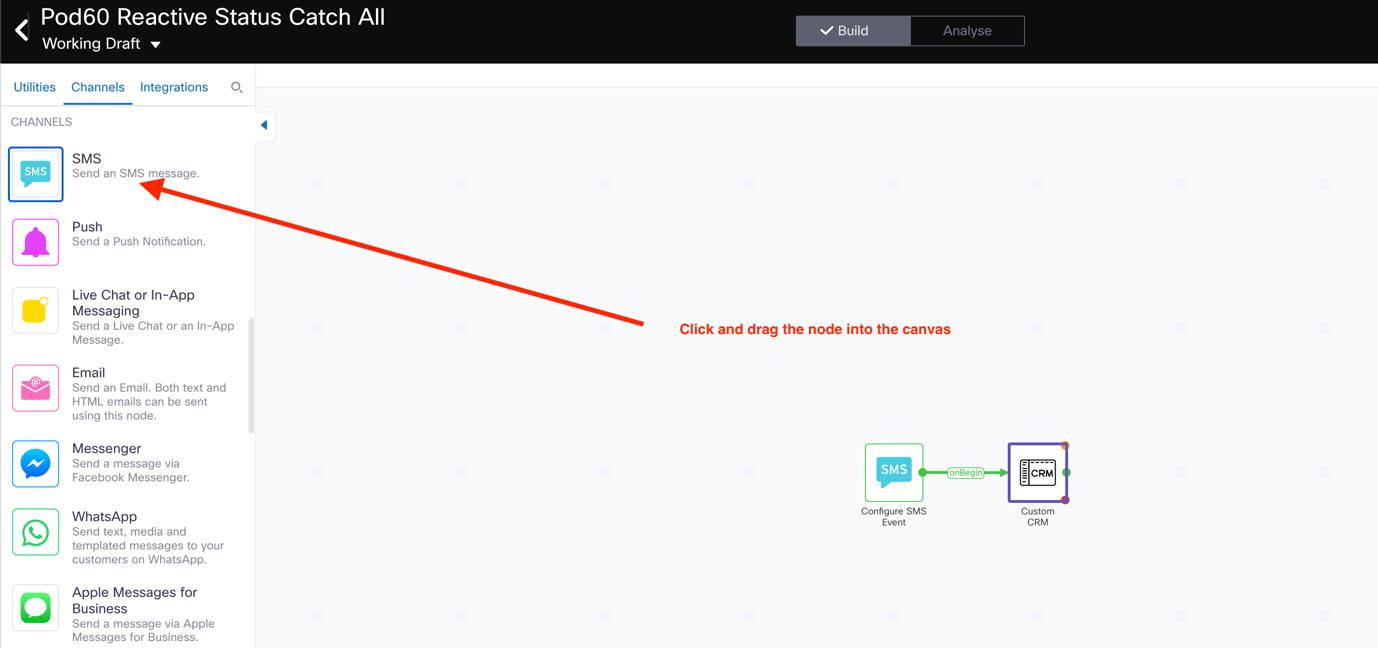 Pod60 Reactive Status Catch All
Working Draft
Build
Analyse
Utilities
Channels
Integrations
CHANNELS
SMS
SMS
Send an SMS message.
Push
Send a Push Notification.
Live Chat or In-App
Messaging
Send a Live Chat or an In-App
Message.
@
Email
Send an Email. Both text and
HTML emails can be sent
using this node.
Messenger
Send a message via
Facebook Messenger.
WhatsApp
Send text, media and
templated messages to your
customers on WhatsApp.
Apple Messages for
Business
Send a message via Apple
Messages for Business.
Click and drag the node into the canvas
SMS
Configure SMS
Event
onBegin
CRM
Custom
CRM